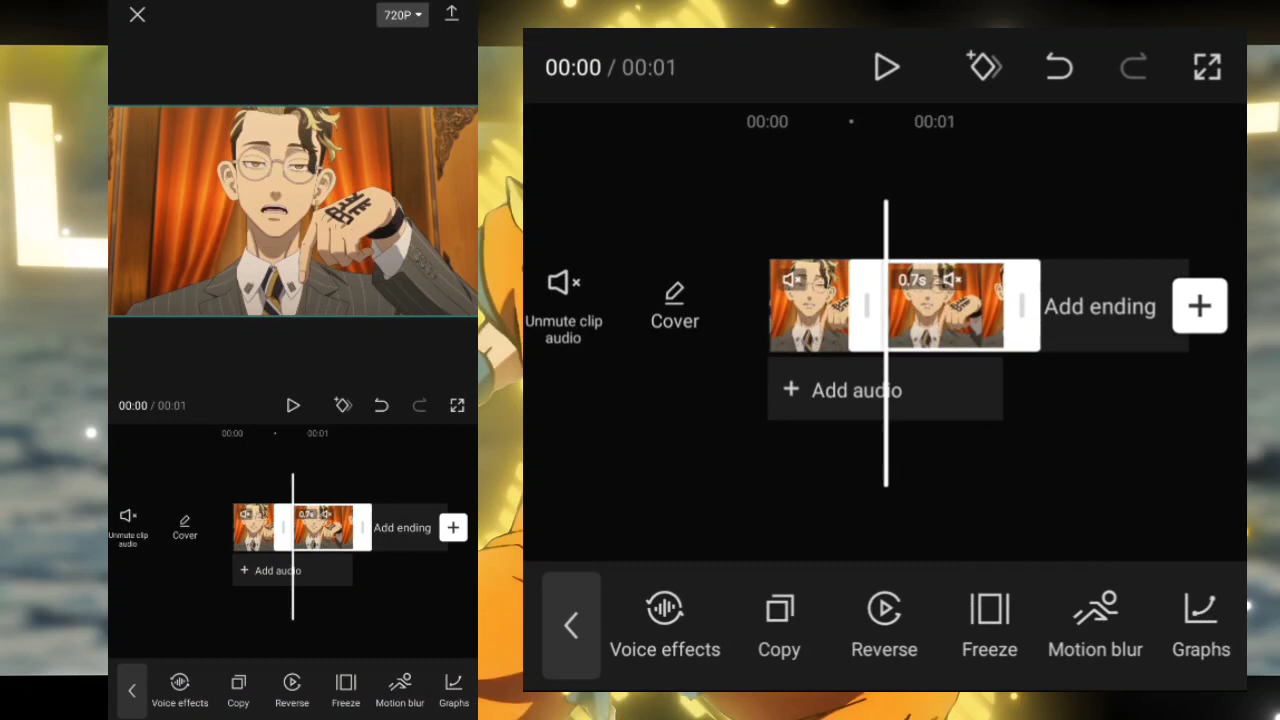 720P
00:00 / 00:01
00:00
00:01
0.7s
Unmute clip
audio
Cover
Add ending
+ Add audio
Voice effects
Copy
Reverse
Freeze
Motion blur
Graphs
00:00 / 00:01
00:00
00:01
0.7s
Unmute clip
audio
Cover
Add ending
+ Add audio
Voice effects
Copy
Reverse
Freeze
Motion blur
Graphs